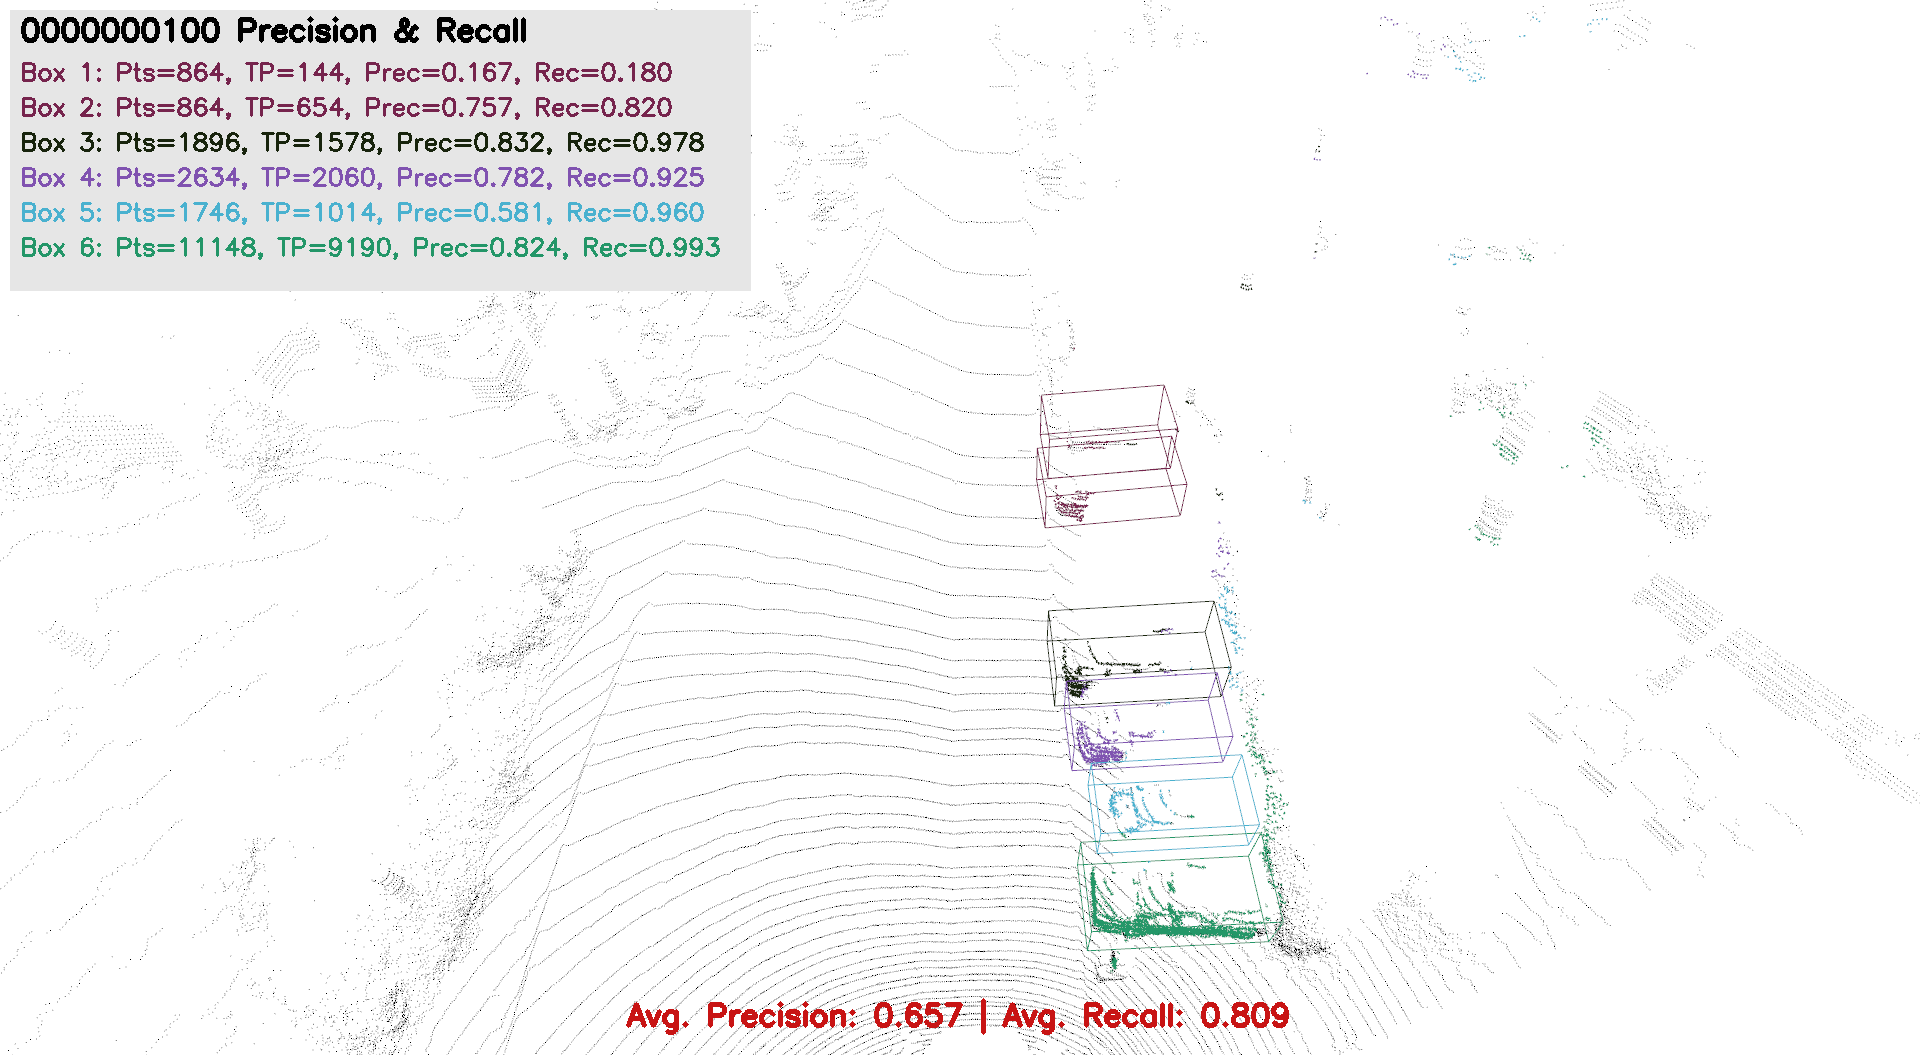 0000000100 Precision & Recall
Box 1: Pts=864, TP=144, Prec=0.167, Rec=0.180
Box 2: Pts=864, TP=654, Prec=0.757, Rec=0.820
Box 3: Pts=1896, TP=1578, Prec=0.832, Rec=0.978
Box 4: Pts=2634, TP=2060, Prec=0.782, Rec=0.925
Box 5: Pts=1746, TP=1014, Prec=0.581, Rec=0.960
Box 6: Pts=11148, TP=9190, Prec=0.824, Rec=0.993
Avg. Precision: 0.657 | Avg. Recall: 0.809